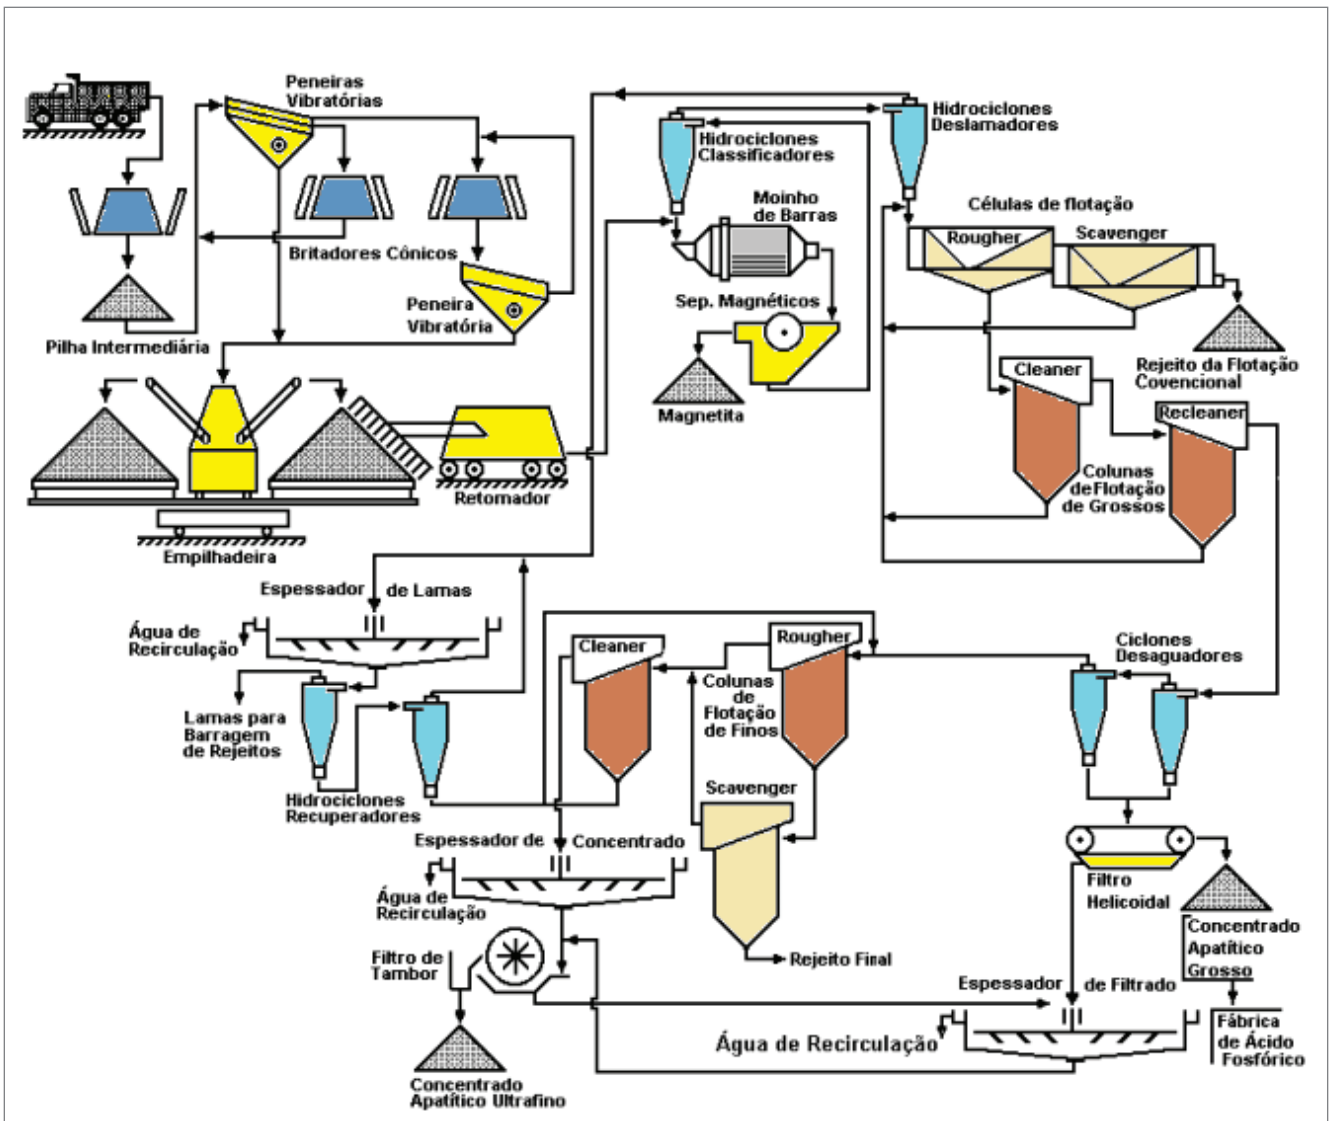 Peneiras
Vibratórias
Hidrociclones
Deslamadores
Hidrociclones
Classificadores
Moinho
de Barras
Células de flotação
Rougher
Scavenger
Britadores Cônicos
Peneira
Vibratória
Sep. Magnéticos
Pilha Intermediária
Magnetita
Rejeito da Flotação
Covencional
Cleaner
Recleaner
Colunas
de Flotação
de Grossos
Retomador
Empilhadeira
Espessador de Lamas
Água de
Recirculação
Lamas para
Barragem
de Rejeitos
Hidrociclones
Recuperadores
Cleaner
Rougher
Colunas
de
Flotação
de Finos
Ciclones
Desaguadores
Scavenger
Espessador de Concentrado
Água de
Recirculação
Filtro
Helicoidal
Concentrado
Apatítico
Grosso
Filtro de
Tambor
Rejeito Final
Espessador de Filtrado
Água de Recirculação
Fábrica
de Ácido
Fosfórico
Concentrado
Apatítico Ultrafino